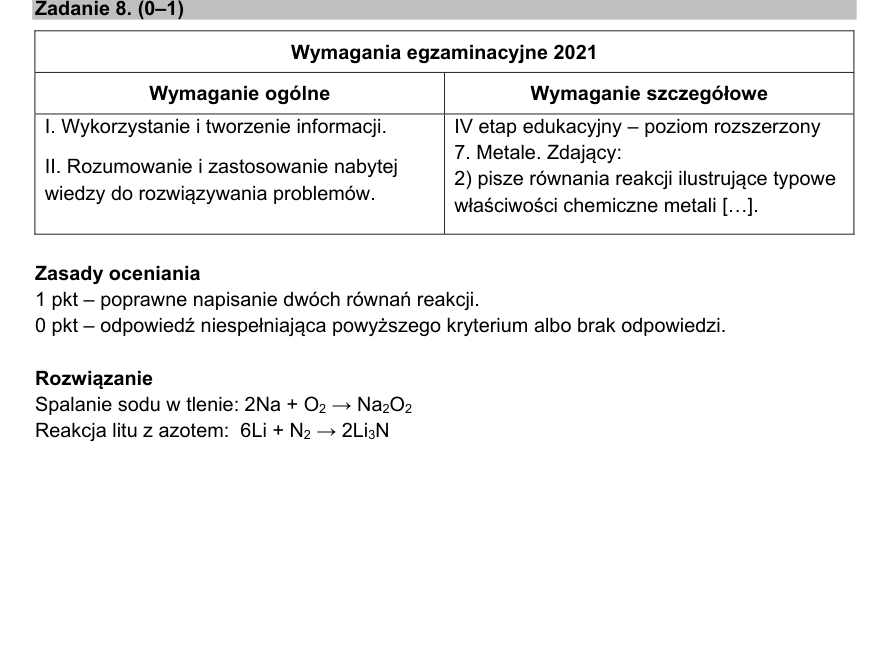 Zadanie 8. (0–1)
Wymagania egzaminacyjne 2021
Wymaganie ogólne
Wymaganie szczegółowe
I. Wykorzystanie i tworzenie informacji.
II. Rozumowanie i zastosowanie nabytej
wiedzy do rozwiązywania problemów.
IV etap edukacyjny – poziom rozszerzony
7. Metale. Zdający:
2) pisze równania reakcji ilustrujące typowe
właściwości chemiczne metali […].
Zasady oceniania
1 pkt – poprawne napisanie dwóch równań reakcji.
0 pkt – odpowiedź niespełniająca powyższego kryterium albo brak odpowiedzi.
Rozwiązanie
Spalanie sodu w tlenie: 2Na + O₂ → Na₂O₂
Reakcja litu z azotem:  6Li + N₂ → 2Li₃N